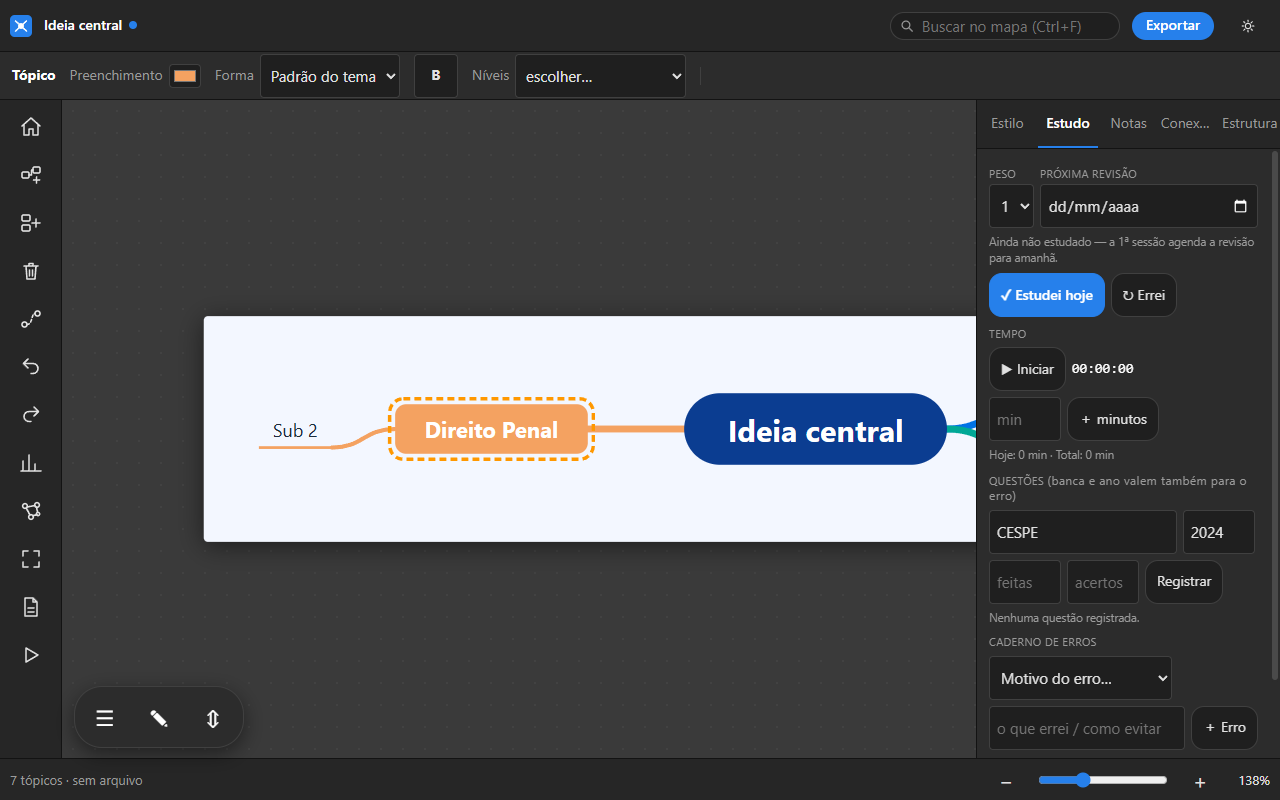 Ideia central
Buscar no mapa (Ctrl+F)
Exportar
Tópico
Preenchimento
Forma
Padrão do tema
B
Níveis
escolher...
Estilo
Estudo
Notas
Conex...
Estrutura
PESO
PRÓXIMA REVISÃO
1
dd/mm/aaaa
Ainda não estudado — a 1ª sessão agenda a revisão
para amanhã.
✓ Estudei hoje
↻ Errei
TEMPO
▶ Iniciar
00:00:00
min
+ minutos
Hoje: 0 min · Total: 0 min
QUESTÕES (banca e ano valem também para o
erro)
CESPE
2024
feitas
acertos
Registrar
Nenhuma questão registrada.
CADERNO DE ERROS
Motivo do erro...
o que errei / como evitar
+ Erro
Sub 2
Direito Penal
Ideia central
7 tópicos · sem arquivo
138%